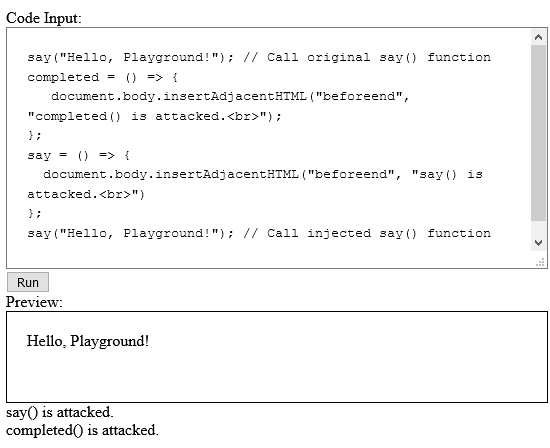 Code Input:
say("Hello, Playground!"); // Call original say() function
completed = () => {
   document.body.insertAdjacentHTML("beforeend",
"completed() is attacked.<br>");
};
say = () => {
  document.body.insertAdjacentHTML("beforeend", "say() is
attacked.<br>")
};
say("Hello, Playground!"); // Call injected say() function
Run
Preview:
Hello, Playground!
say() is attacked.
completed() is attacked.